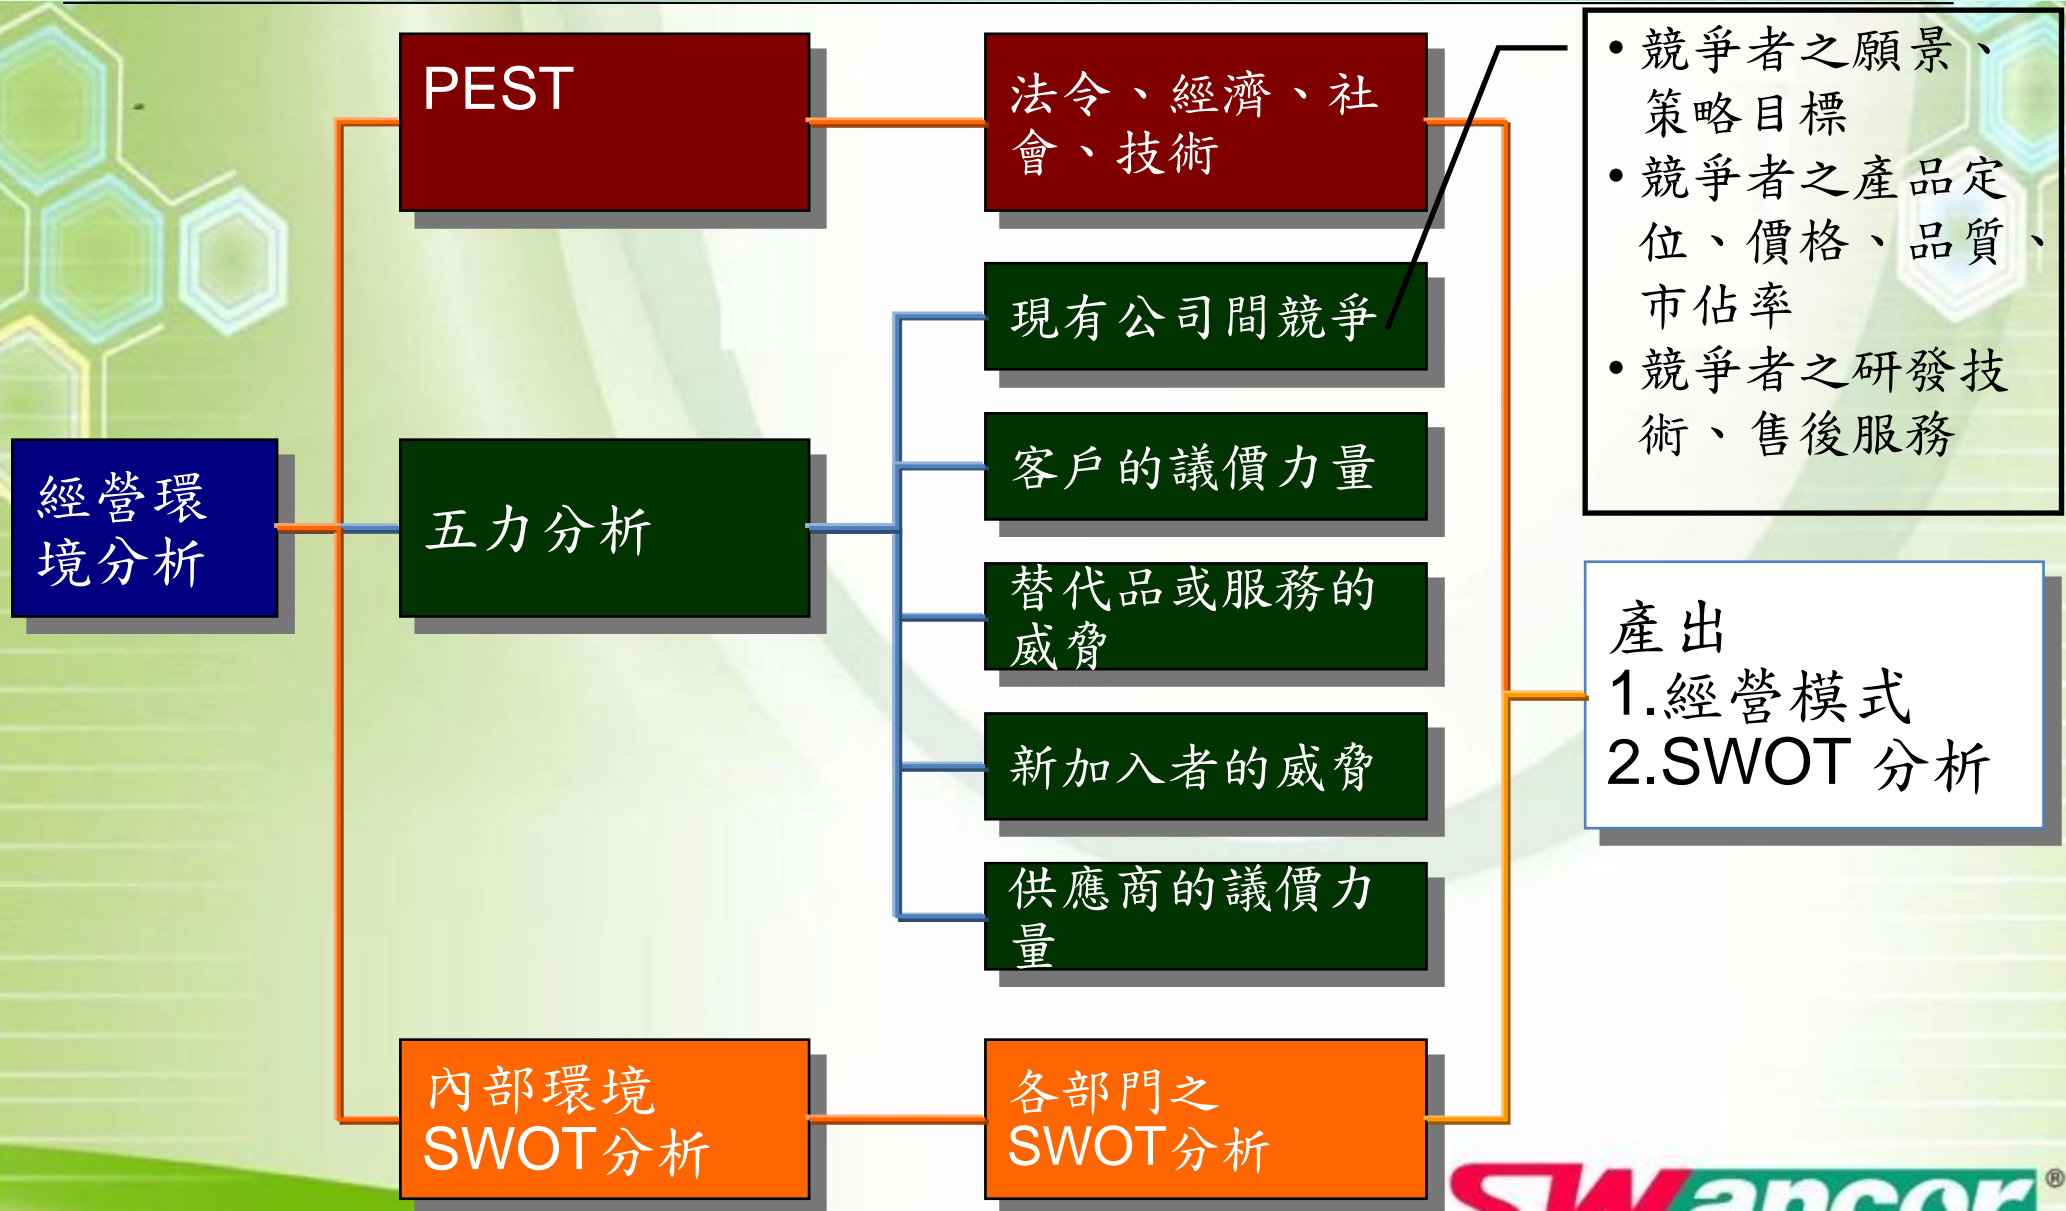 經營環
境分析
PEST
五力分析
內部環境
SWOT分析
法令、經濟、社
會、技術
現有公司間競爭
客戶的議價力量
替代品或服務的
威脅
新加入者的威脅
供應商的議價力
量
各部門之
SWOT分析
• 競爭者之願景、
策略目標
• 競爭者之產品定
位、價格、品質、
市佔率
• 競爭者之研發技
術、售後服務
產出
1.經營模式
2.SWOT 分析
SWancor®